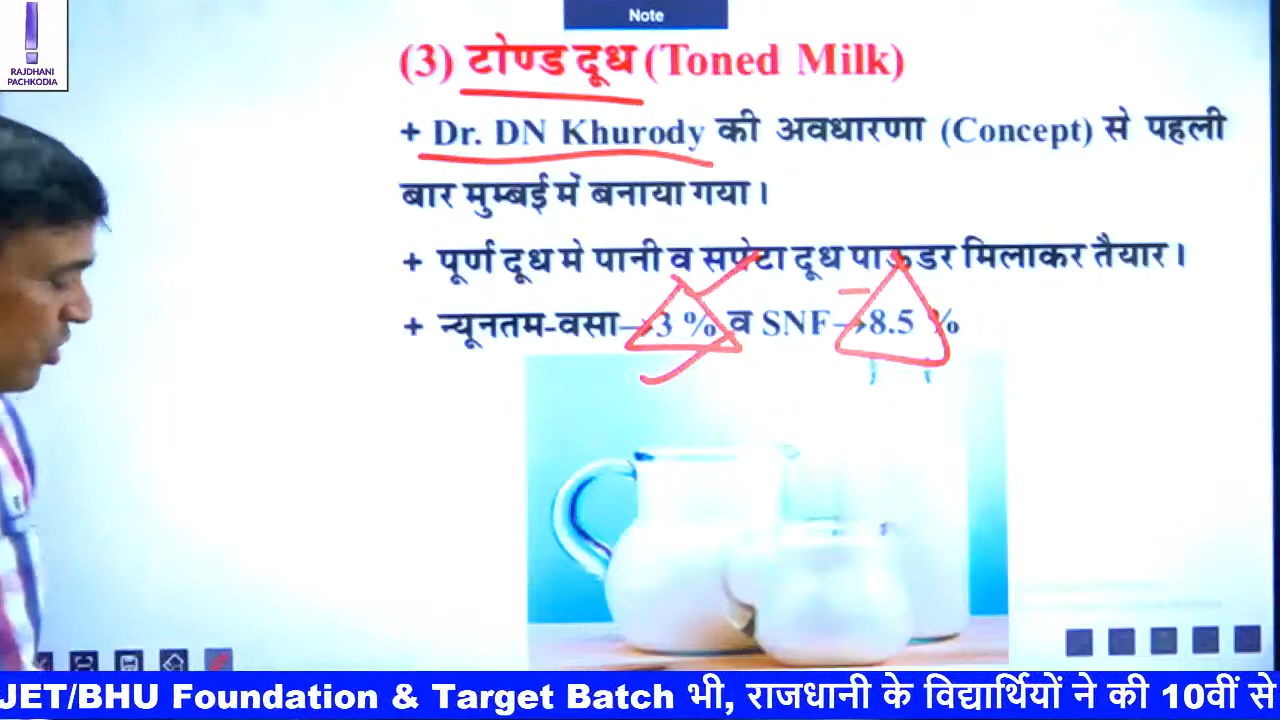 Note
RAJDHANI
PACHKODIA
(3) टोण्ड दूध (Toned Milk)
+ Dr. DN Khurody की अवधारणा (Concept) से पहली
बार मुम्बई में बनाया गया।
+ पूर्ण दूध मे पानी व सपेटा दूध पाऊडर मिलाकर तैयार।
+ न्यूनतम-वसा→3 % व SNF→8.5 %
JET/BHU Foundation & Target Batch भी, राजधानी के विद्यार्थियों ने की 10वीं से